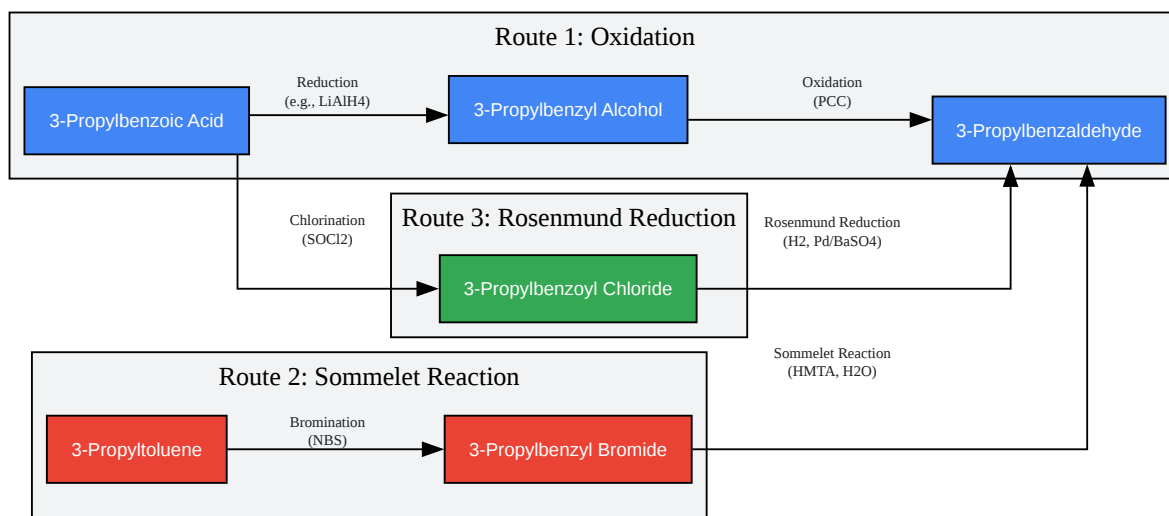 Route 1: Oxidation
Reduction
(e.g., LiAlH4)
Oxidation
(PCC)
3-Propylbenzoic Acid
3-Propylbenzyl Alcohol
3-Propylbenzaldehyde
Chlorination
(SOCl2)
Route 3: Rosenmund Reduction
Rosenmund Reduction
(H2, Pd/BaSO4)
3-Propylbenzoyl Chloride
Sommelet Reaction
(HMTA, H2O)
Route 2: Sommelet Reaction
Bromination
(NBS)
3-Propyltoluene
3-Propylbenzyl Bromide